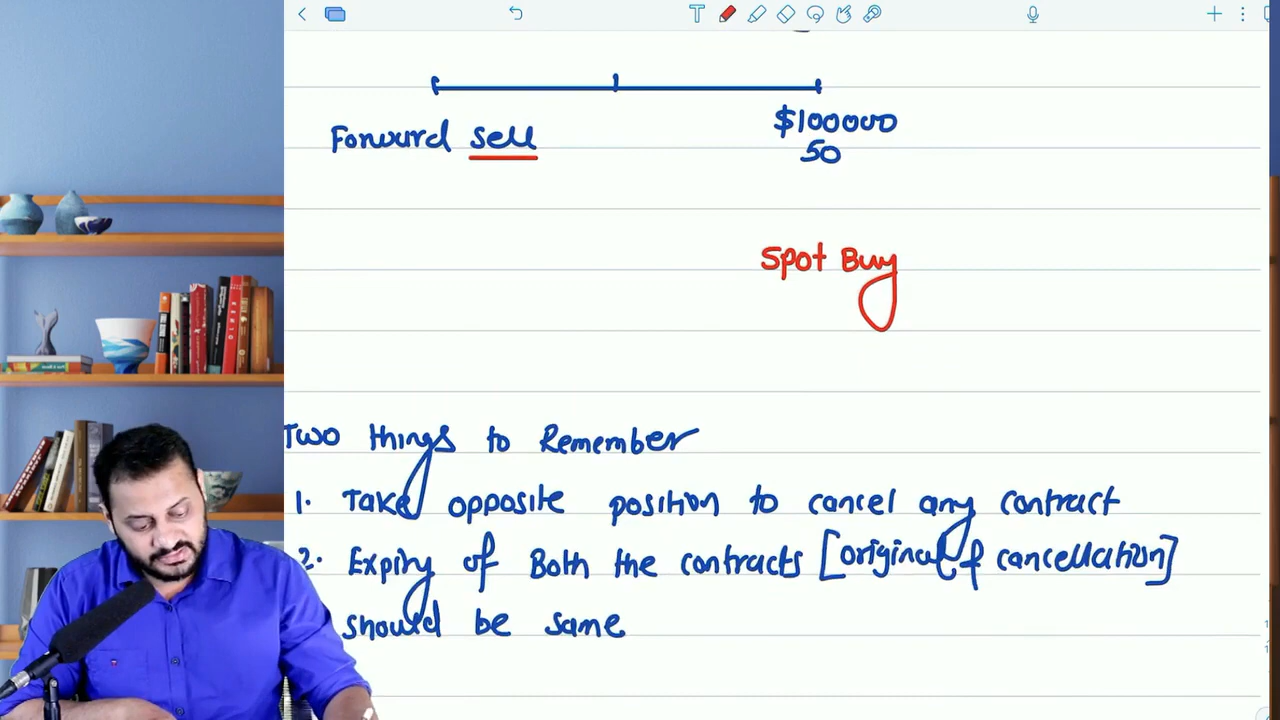 $100000
Forward Sell
50
Spot Buy
Two things to Remember
1. Take opposite position to cancel any contract
2. Expiry of Both the contracts [original & cancellation]
should be same